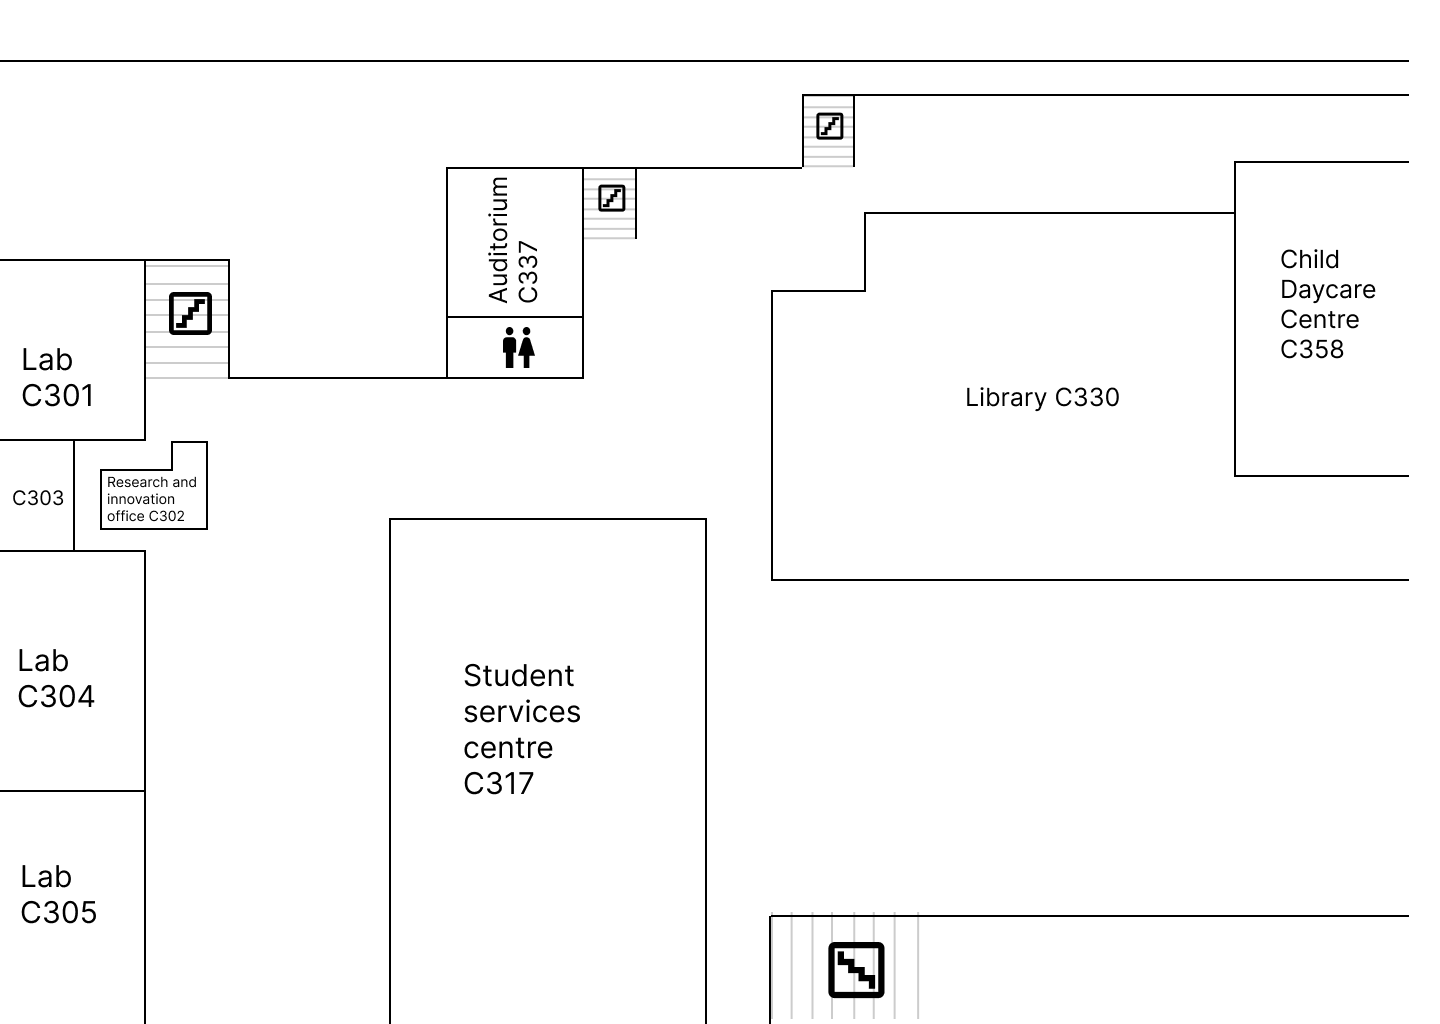 Auditorium
C337
Lab
C301
C303
Research and
innovation
office C302
Lab
C304
Lab
C305
Student
services
centre
C317
Library C330
Child
Daycare
Centre
C358